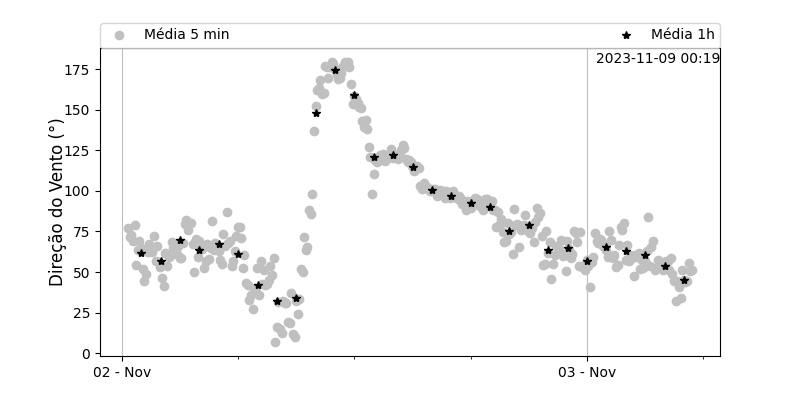 Média 5 min
Média 1h
2023-11-09 00:19
Direção do Vento (°)
175
150
125
100
75
50
25
0
02 - Nov
03 - Nov